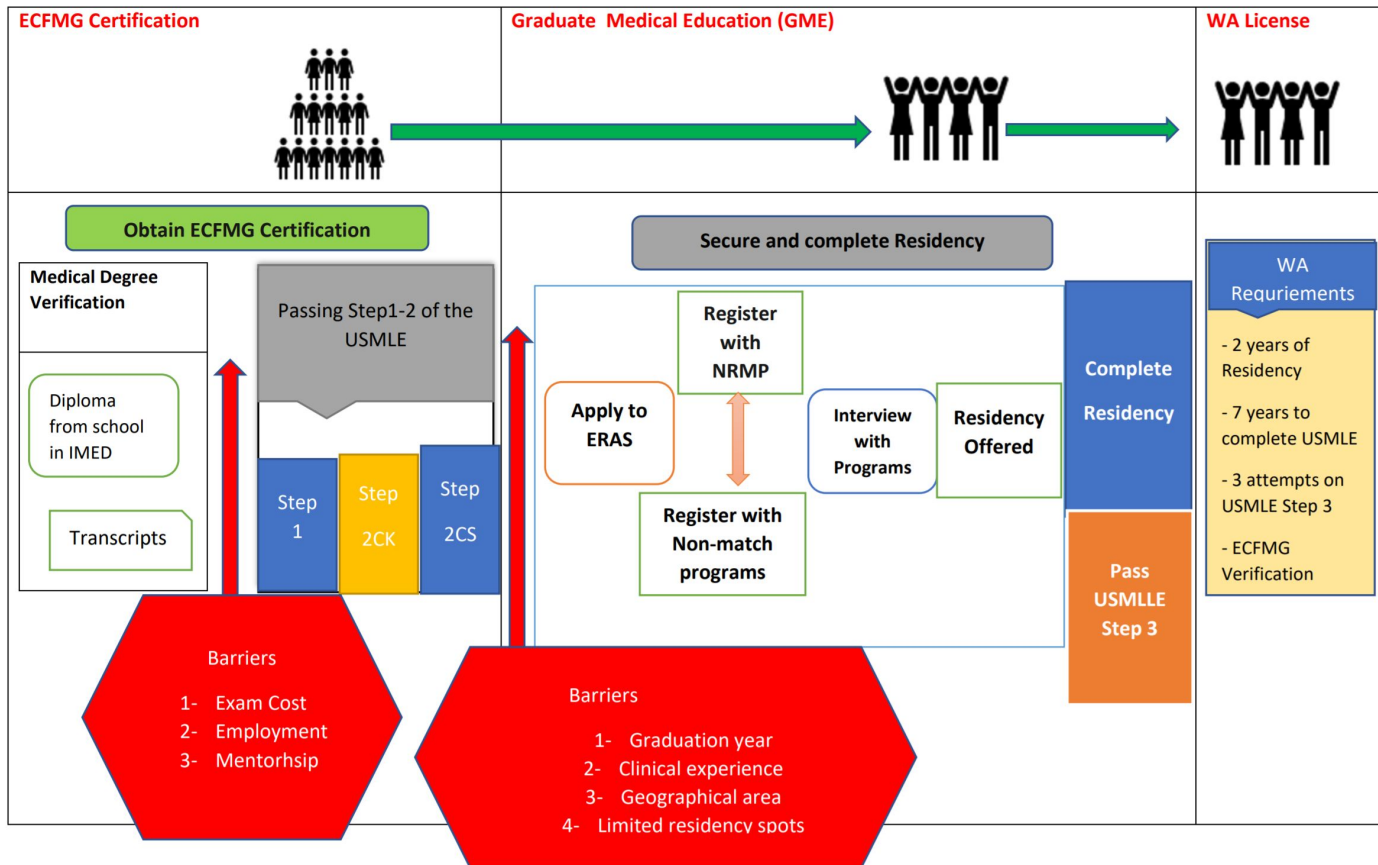 ECFMG Certification
Graduate Medical Education (GME)
WA License
Obtain ECFMG Certification
Medical Degree
Verification
Diploma
from school
in IMED
Transcripts
Passing Step1-2 of the
USMLE
Step
1
Step
2CK
Step
2CS
Barriers
1- Exam Cost
2- Employment
3- Mentorhsip
Secure and complete Residency
Apply to
ERAS
Register
with
NRMP
Register with
Non-match
programs
Interview
with
Programs
Residency
Offered
Complete
Residency
Pass
USMLLE
Step 3
Barriers
1- Graduation year
2- Clinical experience
3- Geographical area
4- Limited residency spots
WA
Requriements
- 2 years of
Residency
- 7 years to
complete USMLE
- 3 attempts on
USMLE Step 3
- ECFMG
Verification